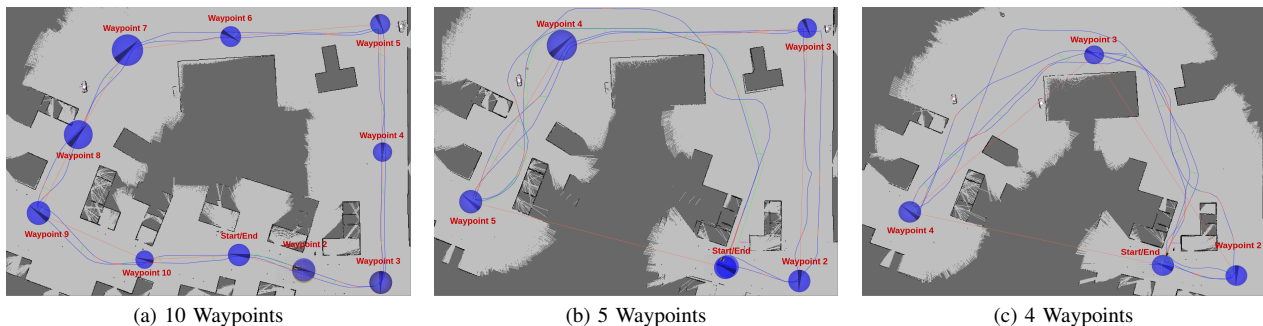 Waypoint 7
Waypoint 6
Waypoint 5
Waypoint 4
Waypoint 8
Waypoint 9
Start/End
Waypoint 2
Waypoint 10
Waypoint 3
(a) 10 Waypoints
Waypoint 4
Waypoint 3
Waypoint 5
Start/End
Waypoint 2
(b) 5 Waypoints
Waypoint 3
Waypoint 4
Waypoint 2
Start/End
(c) 4 Waypoints